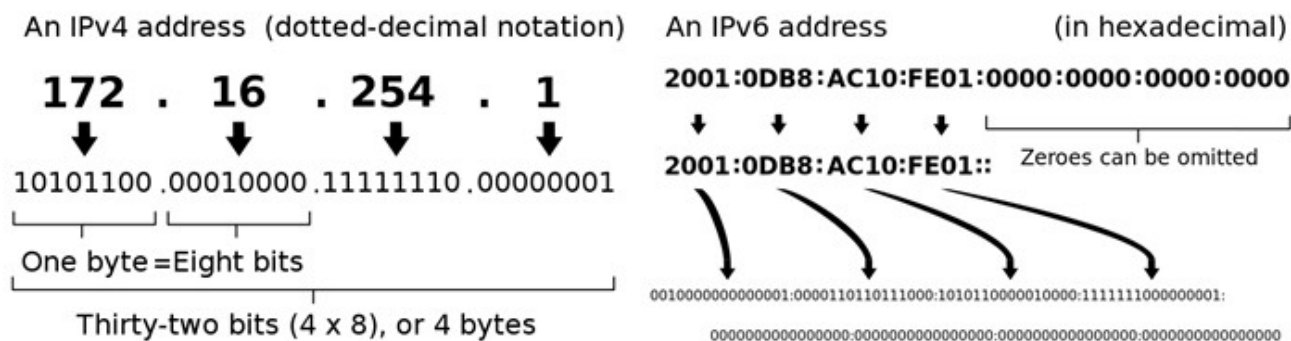 An IPv4 address (dotted-decimal notation)
172 . 16 . 254 . 1
10101100 .00010000 .11111110 .00000001
One byte=Eight bits
Thirty-two bits (4 x 8), or 4 bytes
An IPv6 address (in hexadecimal)
2001:0DB8:AC10:FE01:0000:0000:0000:0000
2001:0DB8:AC10:FE01::
Zeroes can be omitted
0010000000000001:0000110110111000:1010110000010000:1111111000000001:
0000000000000000:0000000000000000:0000000000000000:0000000000000000